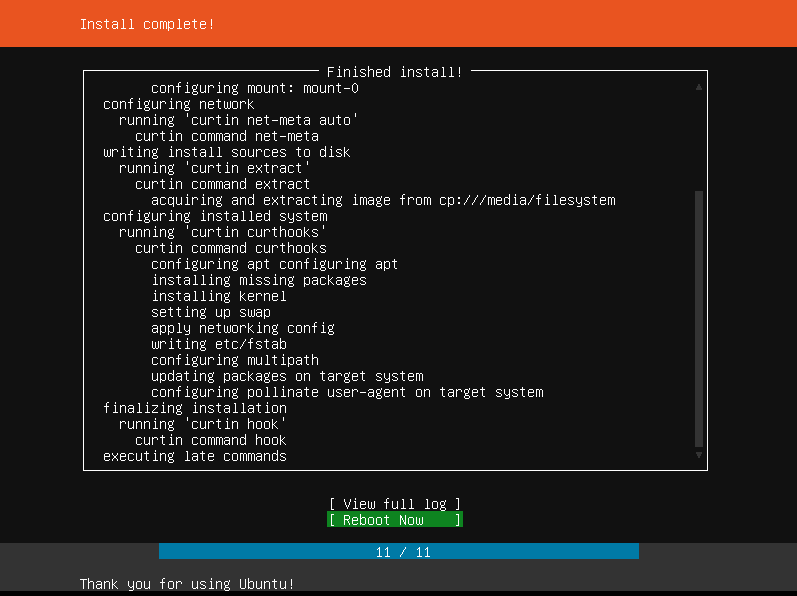 Install complete!
Finished install!
configuring mount: mount-0
configuring network
running 'curtin net-meta auto'
curtin command net-meta
writing install sources to disk
running 'curtin extract'
curtin command extract
acquiring and extracting image from cp:///media/filesystem
configuring installed system
running 'curtin curthooks'
curtin command curthooks
configuring apt configuring apt
installing missing packages
installing kernel
setting up swap
apply networking config
writing etc/fstab
configuring multipath
updating packages on target system
configuring pollinate user-agent on target system
finalizing installation
running 'curtin hook'
curtin command hook
executing late commands
[ View full log ]
[ Reboot Now ]
11 / 11
Thank you for using Ubuntu!